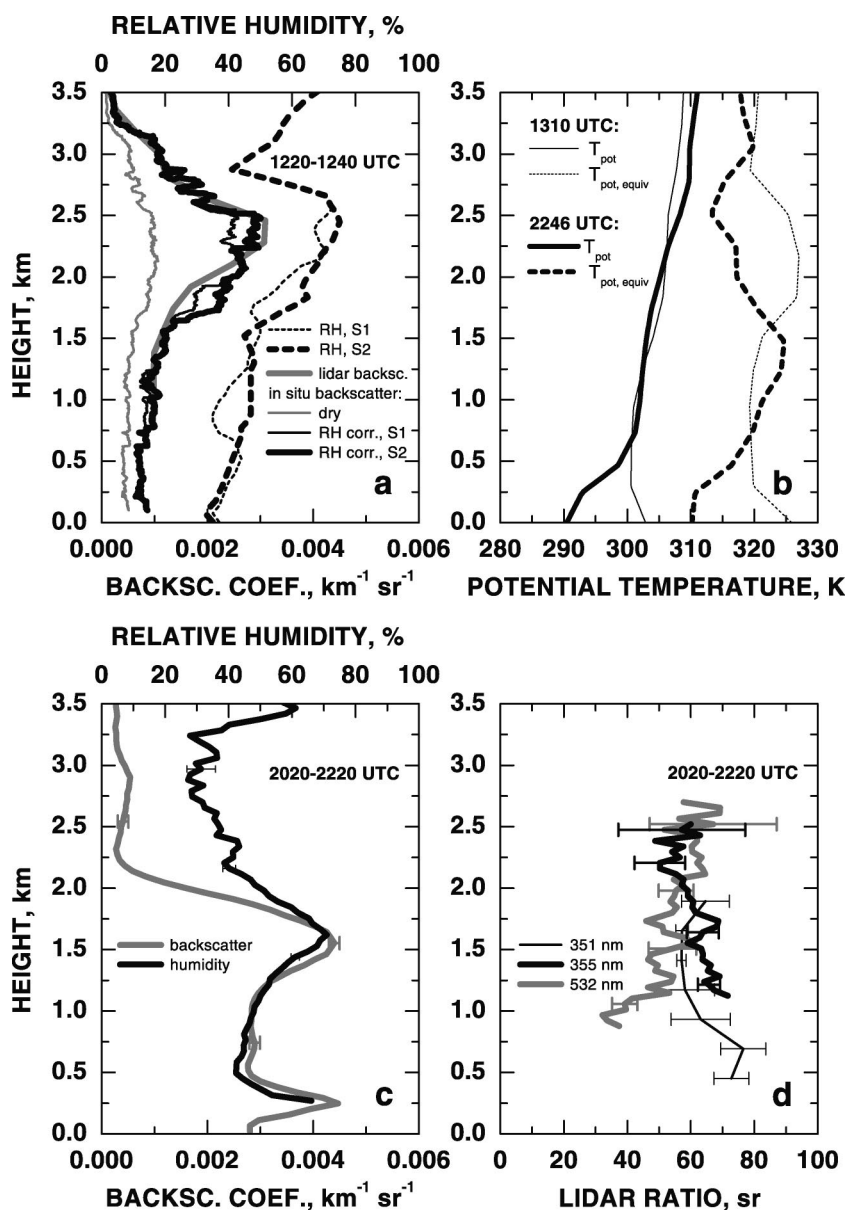 RELATIVE HUMIDITY, %
0 20 40 60 80 100
3.5
3.0
2.5
2.0
1.5
1.0
0.5
0.0
HEIGHT, km
1220-1240 UTC
RH, S1
RH, S2
lidar backsc.
in situ backscatter:
dry
RH corr., S1
RH corr., S2
a
0.000 0.002 0.004 0.006
BACKSC. COEF., km⁻¹ sr⁻¹
1310 UTC:
T_pot
T_pot, equiv
2246 UTC:
T_pot
T_pot, equiv
b
280 290 300 310 320 330
POTENTIAL TEMPERATURE, K
RELATIVE HUMIDITY, %
0 20 40 60 80 100
3.5
3.0
2.5
2.0
1.5
1.0
0.5
0.0
HEIGHT, km
2020-2220 UTC
backscatter
humidity
c
0.000 0.002 0.004 0.006
BACKSC. COEF., km⁻¹ sr⁻¹
2020-2220 UTC
351 nm
355 nm
532 nm
d
0 20 40 60 80 100
LIDAR RATIO, sr